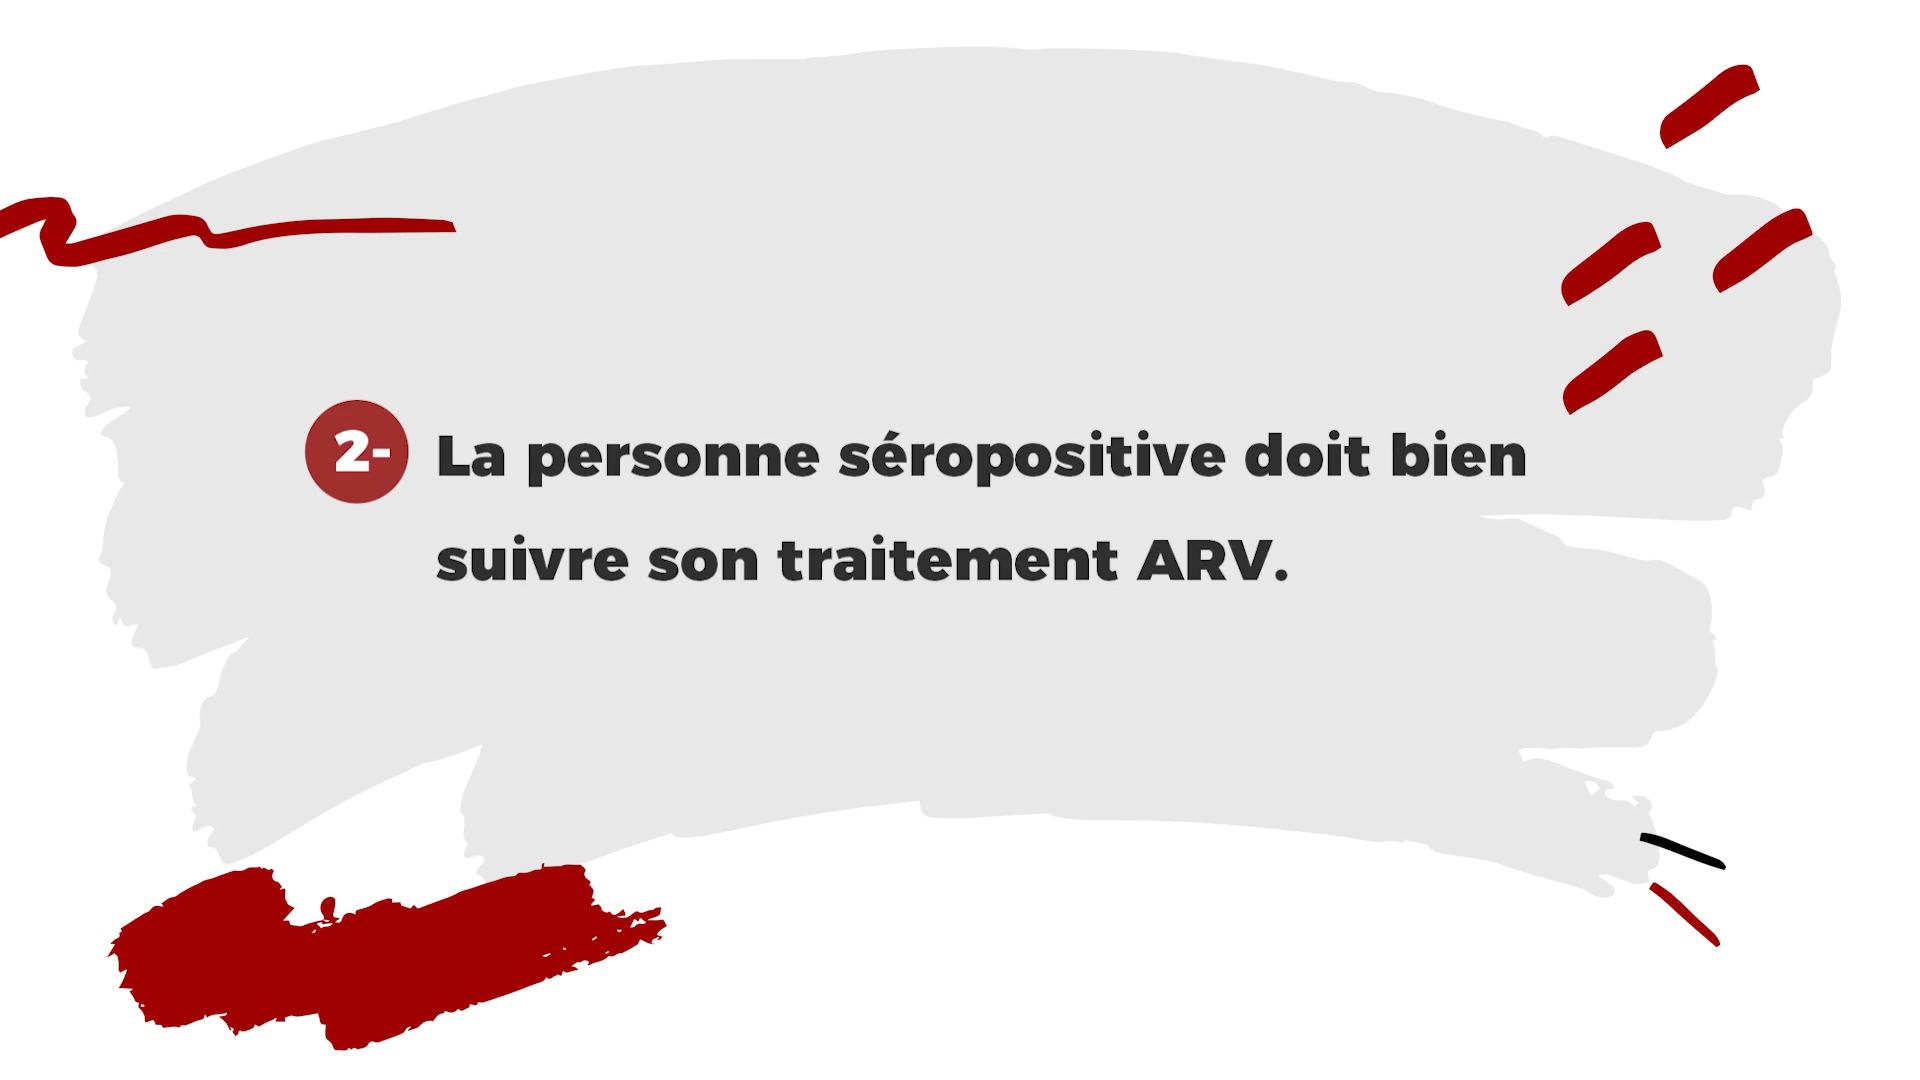 2- La personne séropositive doit bien
suivre son traitement ARV.